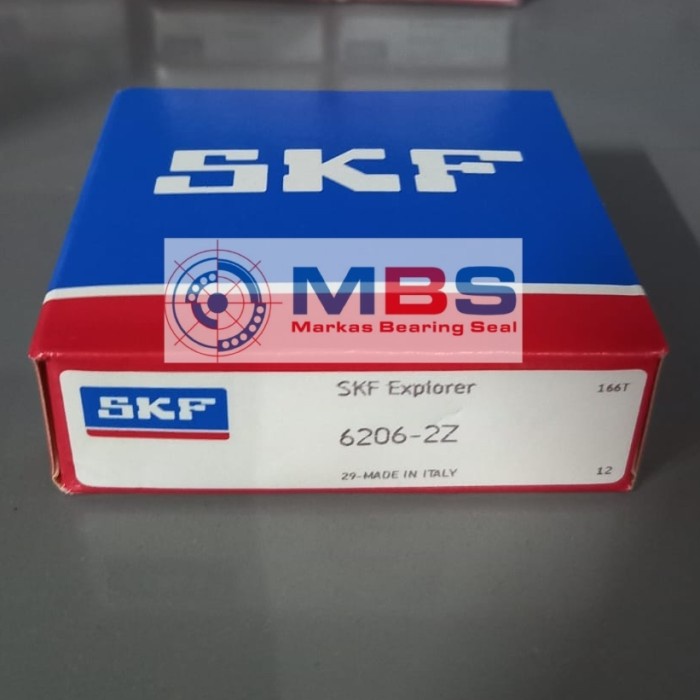 SKF
MBS
Markas Bearing Seal
SKF Explorer
166T
SKF
6206-2Z
29-MADE IN ITALY
12